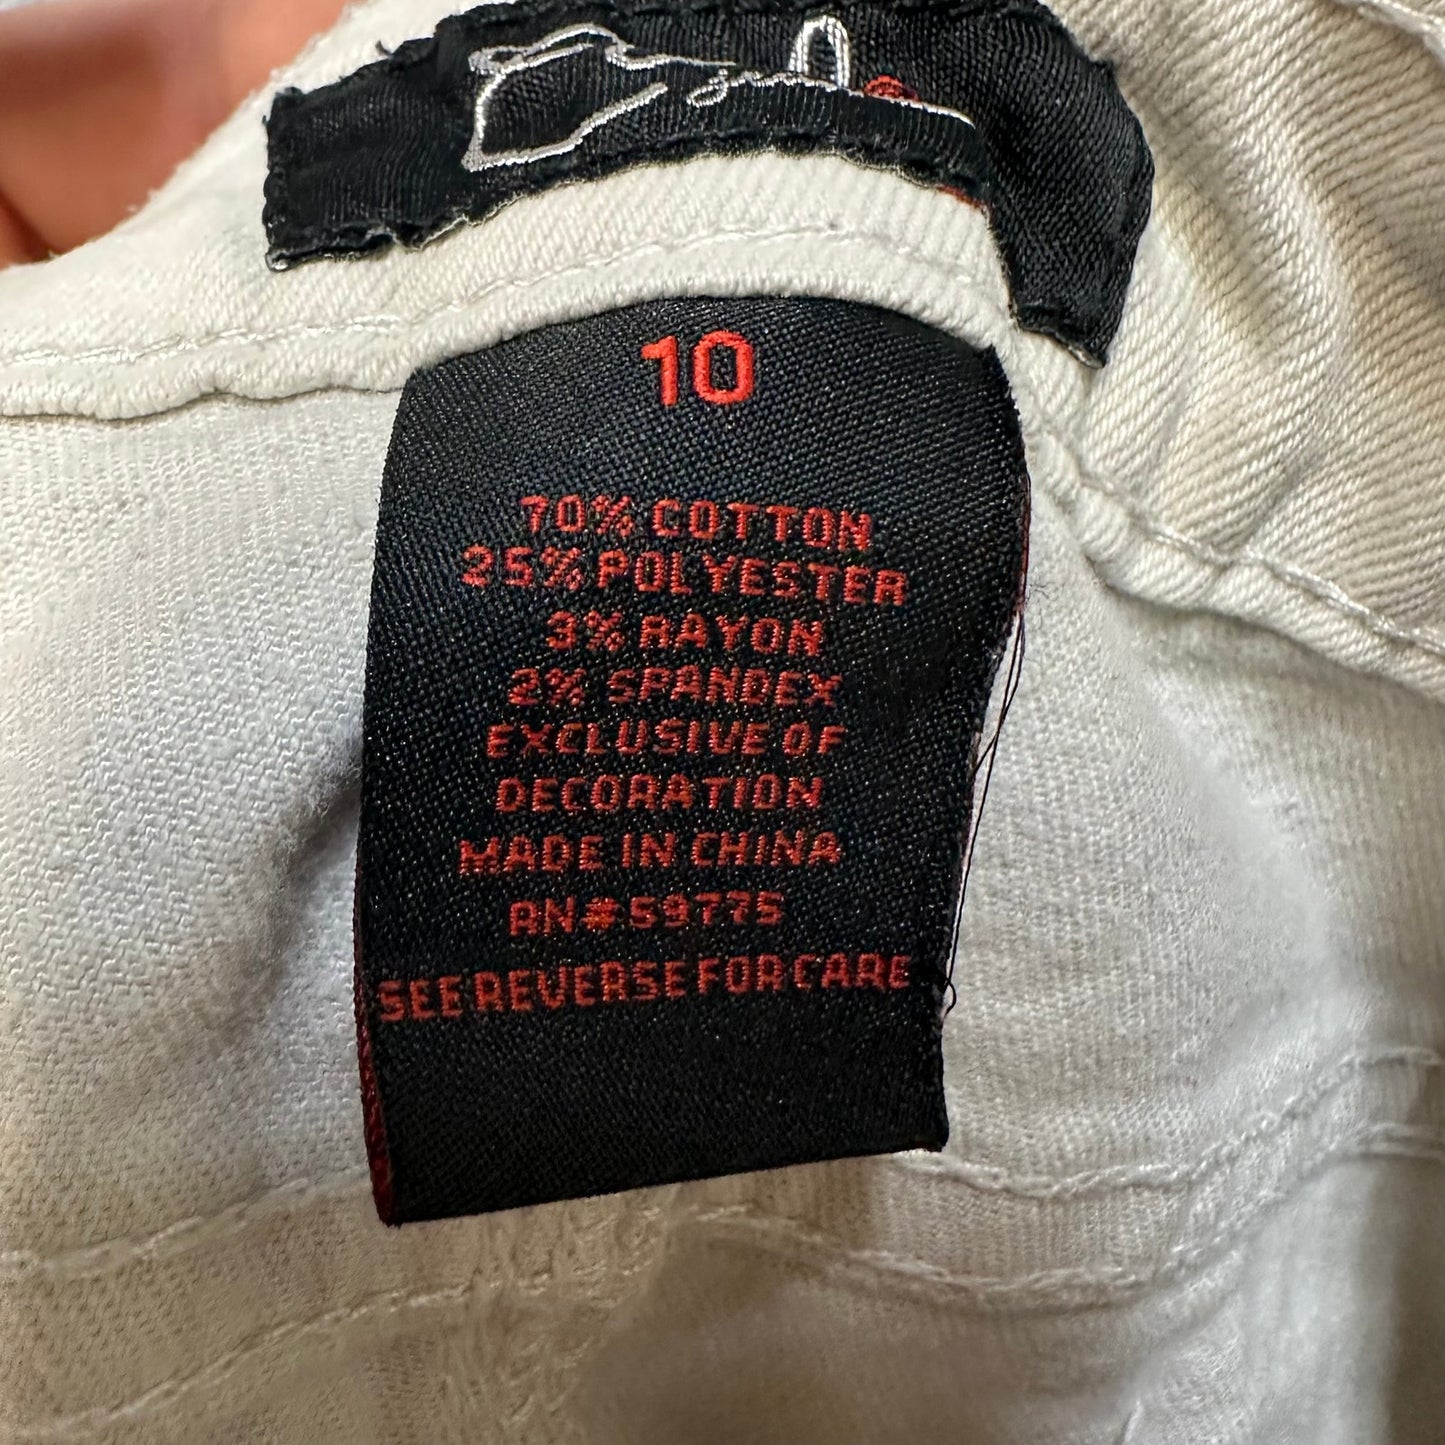 10
70% COTTON
25% POLYESTER
3% RAYON
2% SPANDEX
EXCLUSIVE OF
DECORATION
MADE IN CHINA
RN#59775
SEE REVERSE FOR CARE